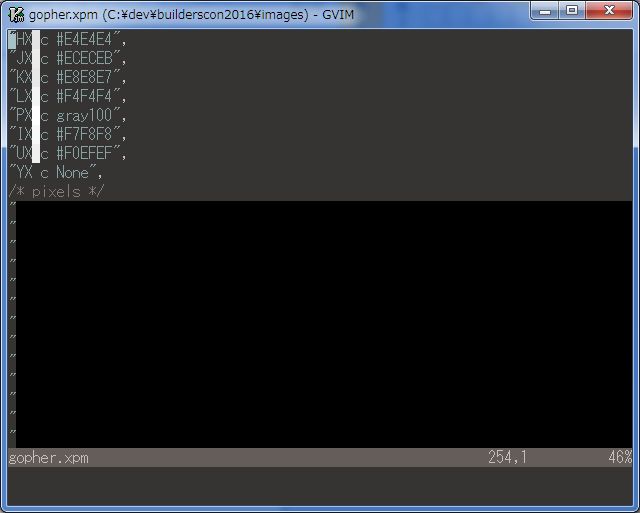 gopher.xpm (C:¥dev¥builderscon2016¥images) - GVIM
"HX c #E4E4E4",
"JX c #ECECEB",
"KX c #E8E8E7",
"LX c #F4F4F4",
"PX c gray100",
"IX c #F7F8F8",
"UX c #F0EFEF",
"YX c None",
/* pixels */
"
"
"
"
"
"
"
"
"
"
"
"
"
gopher.xpm 254,1 46%